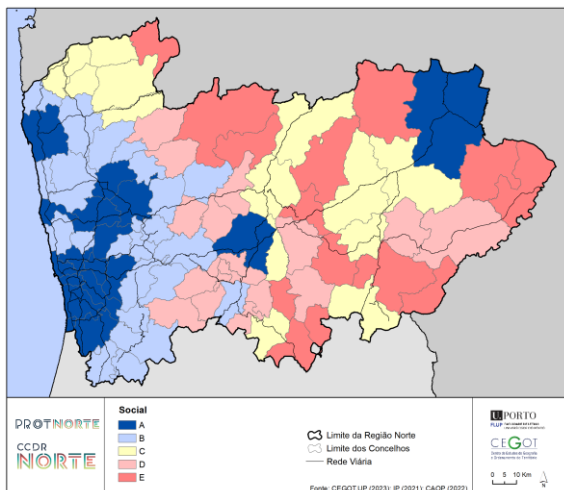 PROTNORTE
CCDR
NORTE
Social
A
B
C
D
E
Limite da Região Norte
Limite dos Concelhos
Rede Viária
U.PORTO
FLUP
CEGOT
0 5 10 Km
N
Fonte: CEGOT.UP (2023); IP (2021); CAOP (2022)